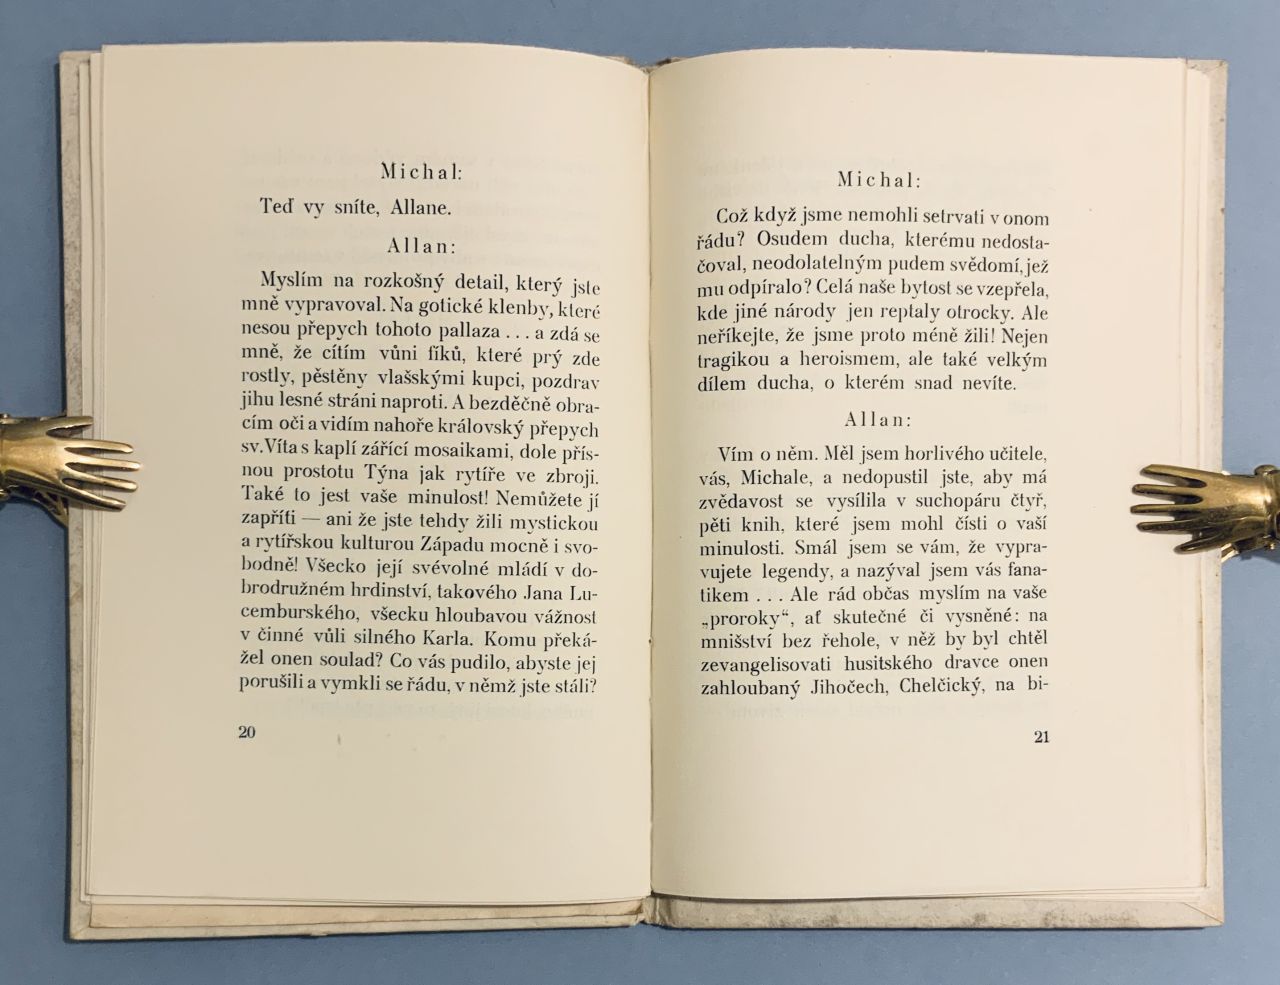 Michal:
Teď vy sníte, Allane.
Allan:
Myslím na rozkošný detail, který jste
mně vypravoval. Na gotické klenby, které
nesou přepych tohoto pallaza . . . a zdá se
mně, že cítím vůni fíků, které prý zde
rostly, pěstěny vlašskými kupci, pozdrav
jihu lesné stráni naproti. A bezděčně obra-
cím oči a vidím nahoře královský přepych
sv. Víta s kaplí zářící mosaikami, dole přís-
nou prostotu Týna jak rytíře ve zbroji.
Také to jest vaše minulost! Nemůžete jí
zapříti — ani že jste tehdy žili mystickou
a rytířskou kulturou Západu mocně i svo-
bodně! Všecko její svévolné mládí v do-
brodružném hrdinství, takového Jana Lu-
cemburského, všecku hloubavou vážnost
v činné vůli silného Karla. Komu překá-
žel onen soulad? Co vás pudilo, abyste jej
porušili a vymkli se řádu, v němž jste stáli?
20
Michal:
Což když jsme nemohli setrvati v onom
řádu? Osudem ducha, kterému nedosta-
čoval, neodolatelným pudem svědomí, jež
mu odpíralo? Celá naše bytost se vzepřela,
kde jiné národy jen reptaly otrocky. Ale
neříkejte, že jsme proto méně žili! Nejen
tragikou a heroismem, ale také velkým
dílem ducha, o kterém snad nevíte.
Allan:
Vím o něm. Měl jsem horlivého učitele,
vás, Michale, a nedopustil jste, aby má
zvědavost se vysílila v suchopáru čtyř,
pěti knih, které jsem mohl čísti o vaší
minulosti. Smál jsem se vám, že vypra-
vujete legendy, a nazýval jsem vás fana-
tikem . . . Ale rád občas myslím na vaše
„proroky“, ať skutečné či vysněné: na
mnišství bez řehole, v něž by byl chtěl
zevangelisovati husitského dravce onen
zahloubaný Jihočech, Chelčický, na bi-
21